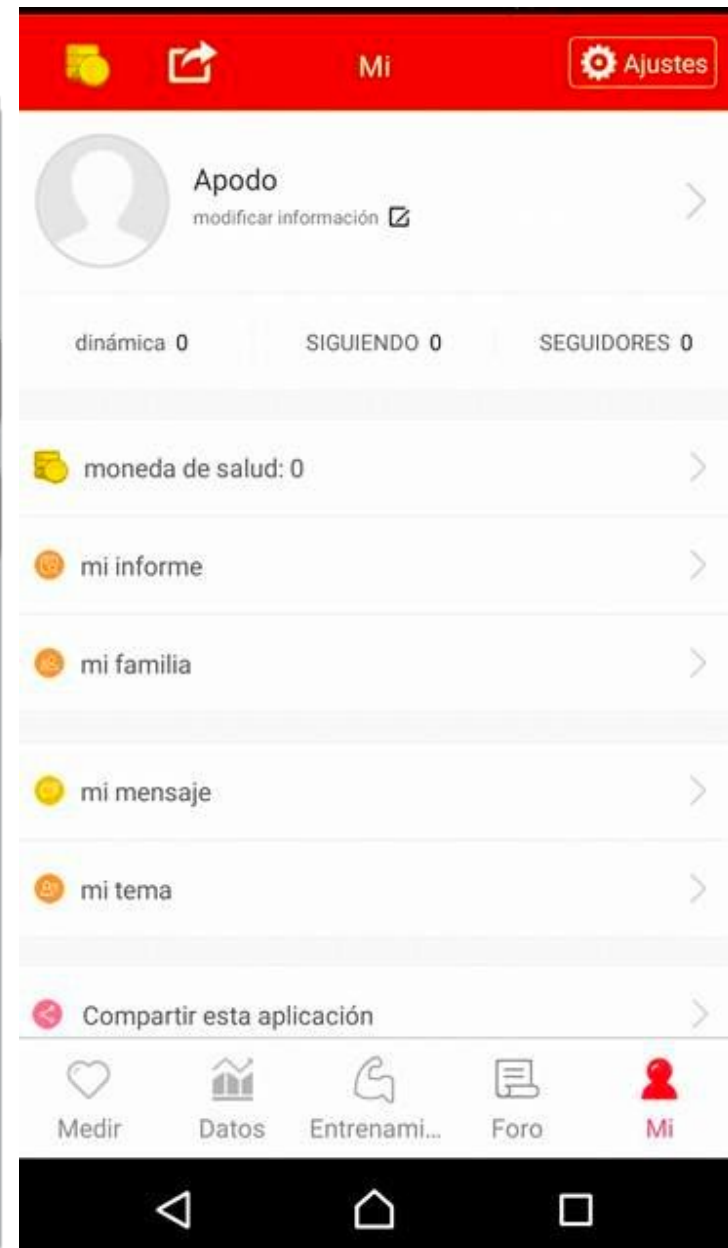 Mi
Ajustes
Apodo
modificar información
dinámica 0
SIGUIENDO 0
SEGUIDORES 0
moneda de salud: 0
mi informe
mi familia
mi mensaje
mi tema
Compartir esta aplicación
Medir
Datos
Entrenami...
Foro
Mi